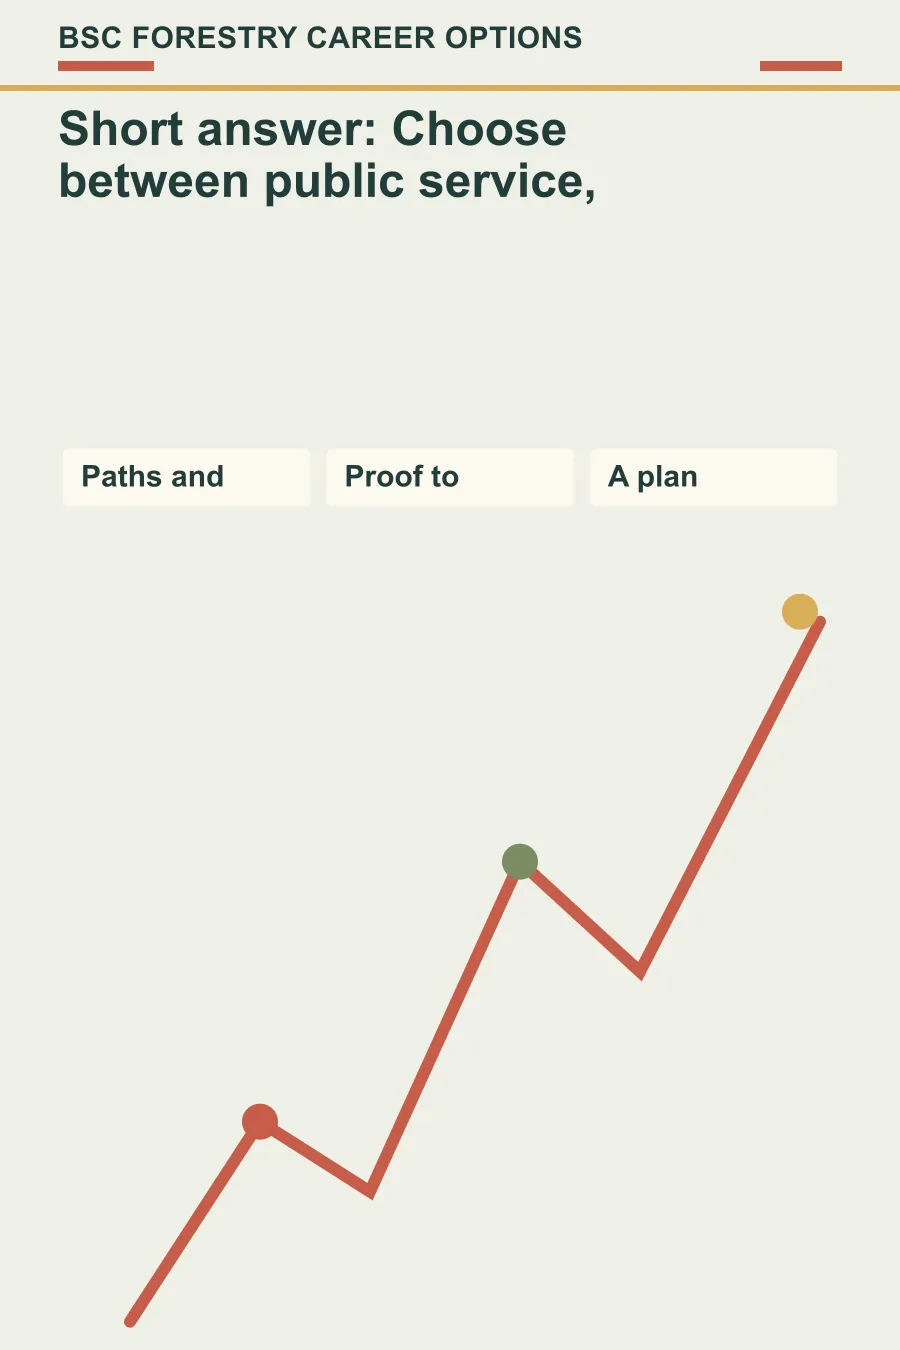 BSC FORESTRY CAREER OPTIONS
Short answer: Choose
between public service,
Paths and
Proof to
A plan